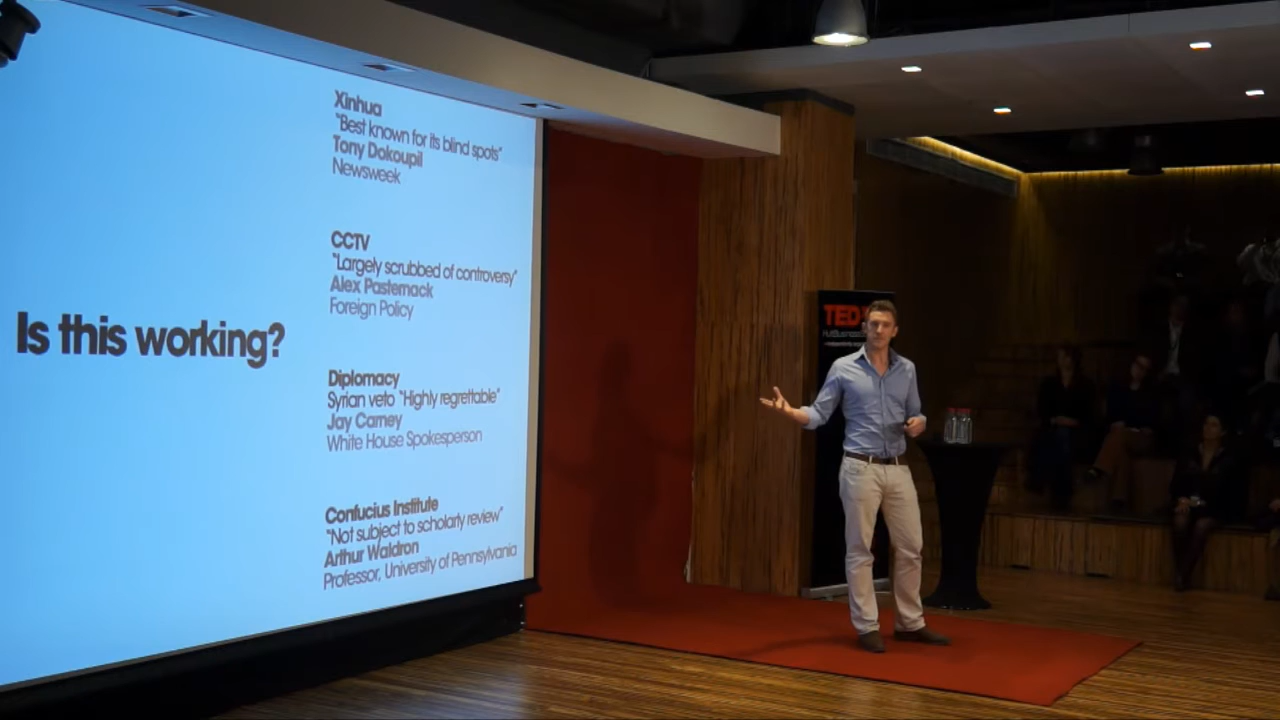 Is this working?
Xinhua
"Best known for its blind spots"
Tony Dokoupil
Newsweek
CCTV
"Largely scrubbed of controversy"
Alex Pasternack
Foreign Policy
Diplomacy
Syrian veto "Highly regrettable"
Jay Carney
White House Spokesperson
Confucius Institute
"Not subject to scholarly review"
Arthur Waldron
Professor, University of Pennsylvania
TED